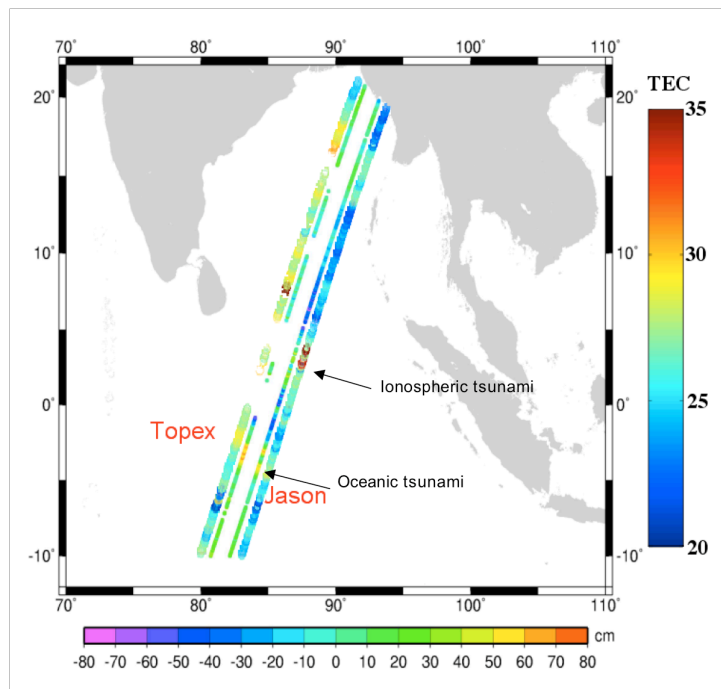 70° 80° 90° 100° 110°
TEC
20° 20°
35
10° 10°
30
Ionospheric tsunami
0° 0°
Topex
25
Oceanic tsunami
Jason
-10° -10°
20
70° 80° 90° 100° 110°
cm
-80 -70 -60 -50 -40 -30 -20 -10 0 10 20 30 40 50 60 70 80